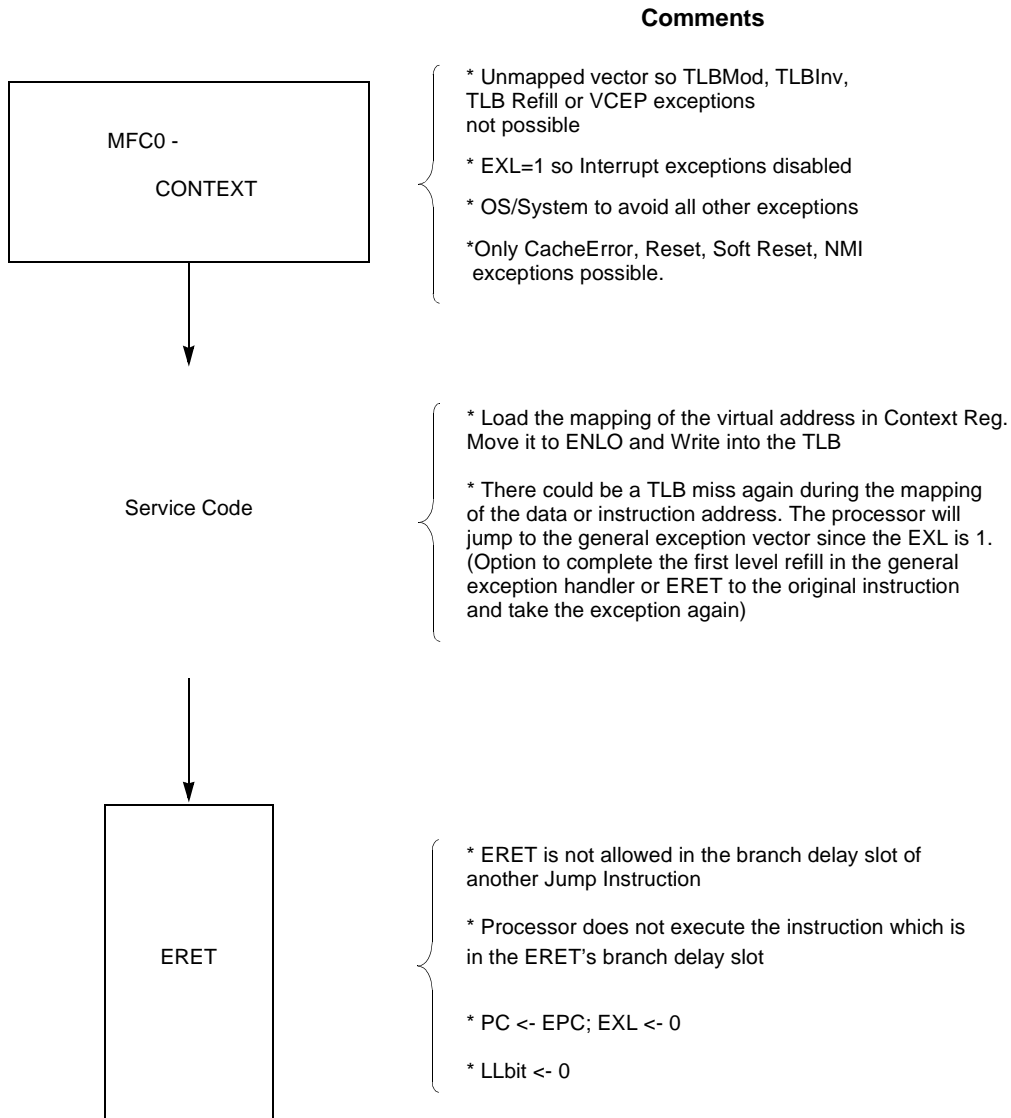 Comments
MFC0 -
CONTEXT
* Unmapped vector so TLBMod, TLBInv,
TLB Refill or VCEP exceptions
not possible
* EXL=1 so Interrupt exceptions disabled
* OS/System to avoid all other exceptions
*Only CacheError, Reset, Soft Reset, NMI
exceptions possible.
Service Code
* Load the mapping of the virtual address in Context Reg.
Move it to ENLO and Write into the TLB
* There could be a TLB miss again during the mapping
of the data or instruction address. The processor will
jump to the general exception vector since the EXL is 1.
(Option to complete the first level refill in the general
exception handler or ERET to the original instruction
and take the exception again)
ERET
* ERET is not allowed in the branch delay slot of
another Jump Instruction
* Processor does not execute the instruction which is
in the ERET's branch delay slot
* PC <- EPC; EXL <- 0
* LLbit <- 0